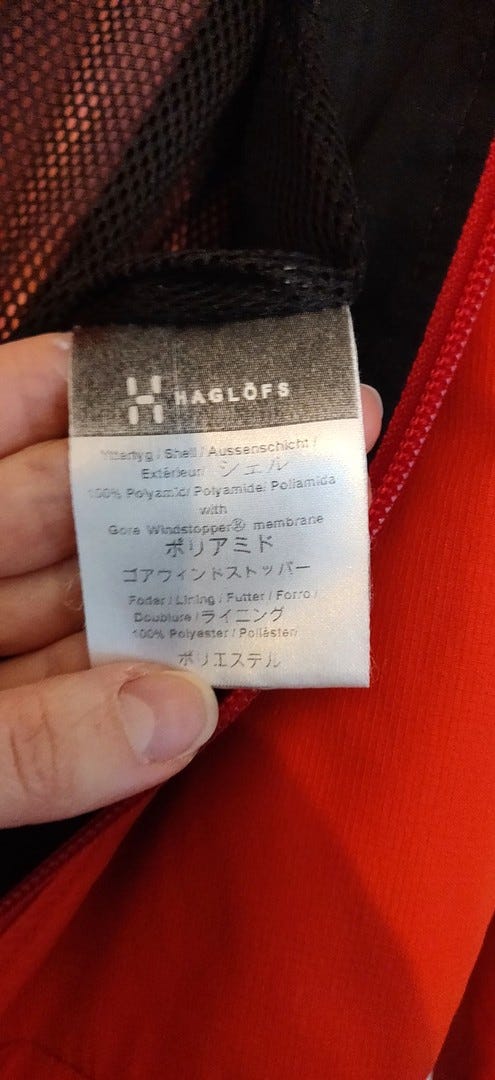 HAGLÖFS
Yttertyg / Shell / Aussenschicht /
Extérieur/ シェル
100% Polyamid/ Polyamide/ Poliamida
with
Gore Windstopper® membrane
ポリアミド
ゴアウィンドストッパー
Foder / Lining / Futter / Forro /
Doublure / ライニング
100% Polyester / Poliésten
ポリエステル